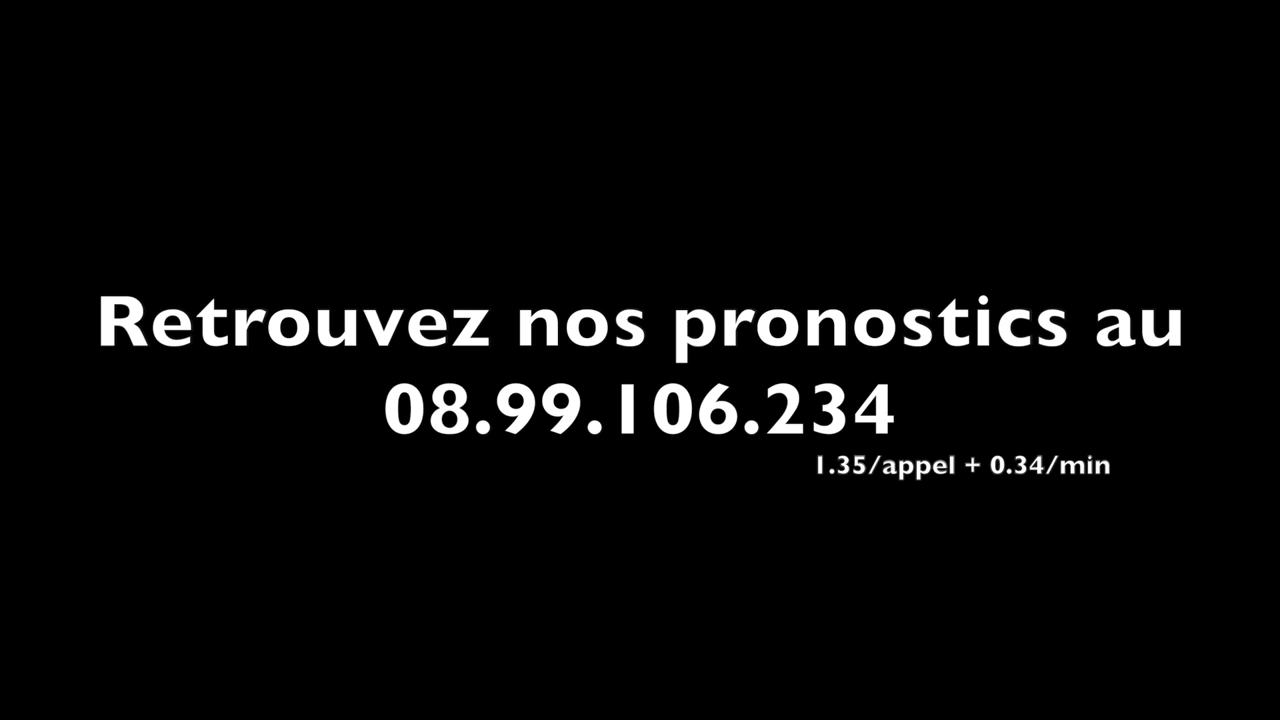 Retrouvez nos pronostics au
08.99.106.234
1.35/appel + 0.34/min